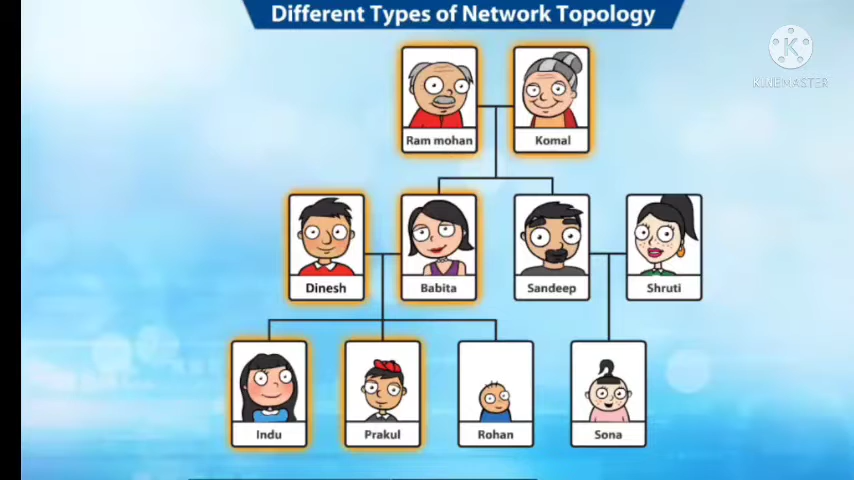 Different Types of Network Topology
K
KINEMASTER
Ram mohan
Komal
Dinesh
Babita
Sandeep
Shruti
Indu
Prakul
Rohan
Sona